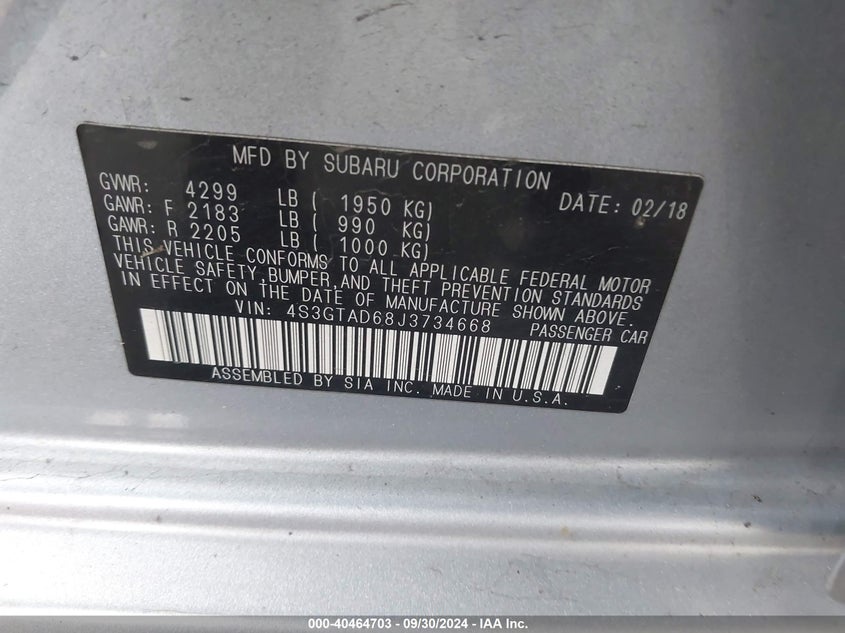 MFD BY SUBARU CORPORATION
GVWR: 4299 LB ( 1950 KG) DATE: 02/18
GAWR: F 2183 LB ( 990 KG)
GAWR: R 2205 LB ( 1000 KG)
THIS VEHICLE CONFORMS TO ALL APPLICABLE FEDERAL MOTOR
VEHICLE SAFETY,BUMPER,AND THEFT PREVENTION STANDARDS
IN EFFECT ON THE DATE OF MANUFACTURE SHOWN ABOVE.
VIN: 4S3GTAD68J3734668 PASSENGER CAR
ASSEMBLED BY SIA INC. MADE IN U.S.A.
000-40464703 - 09/30/2024 - IAA Inc.